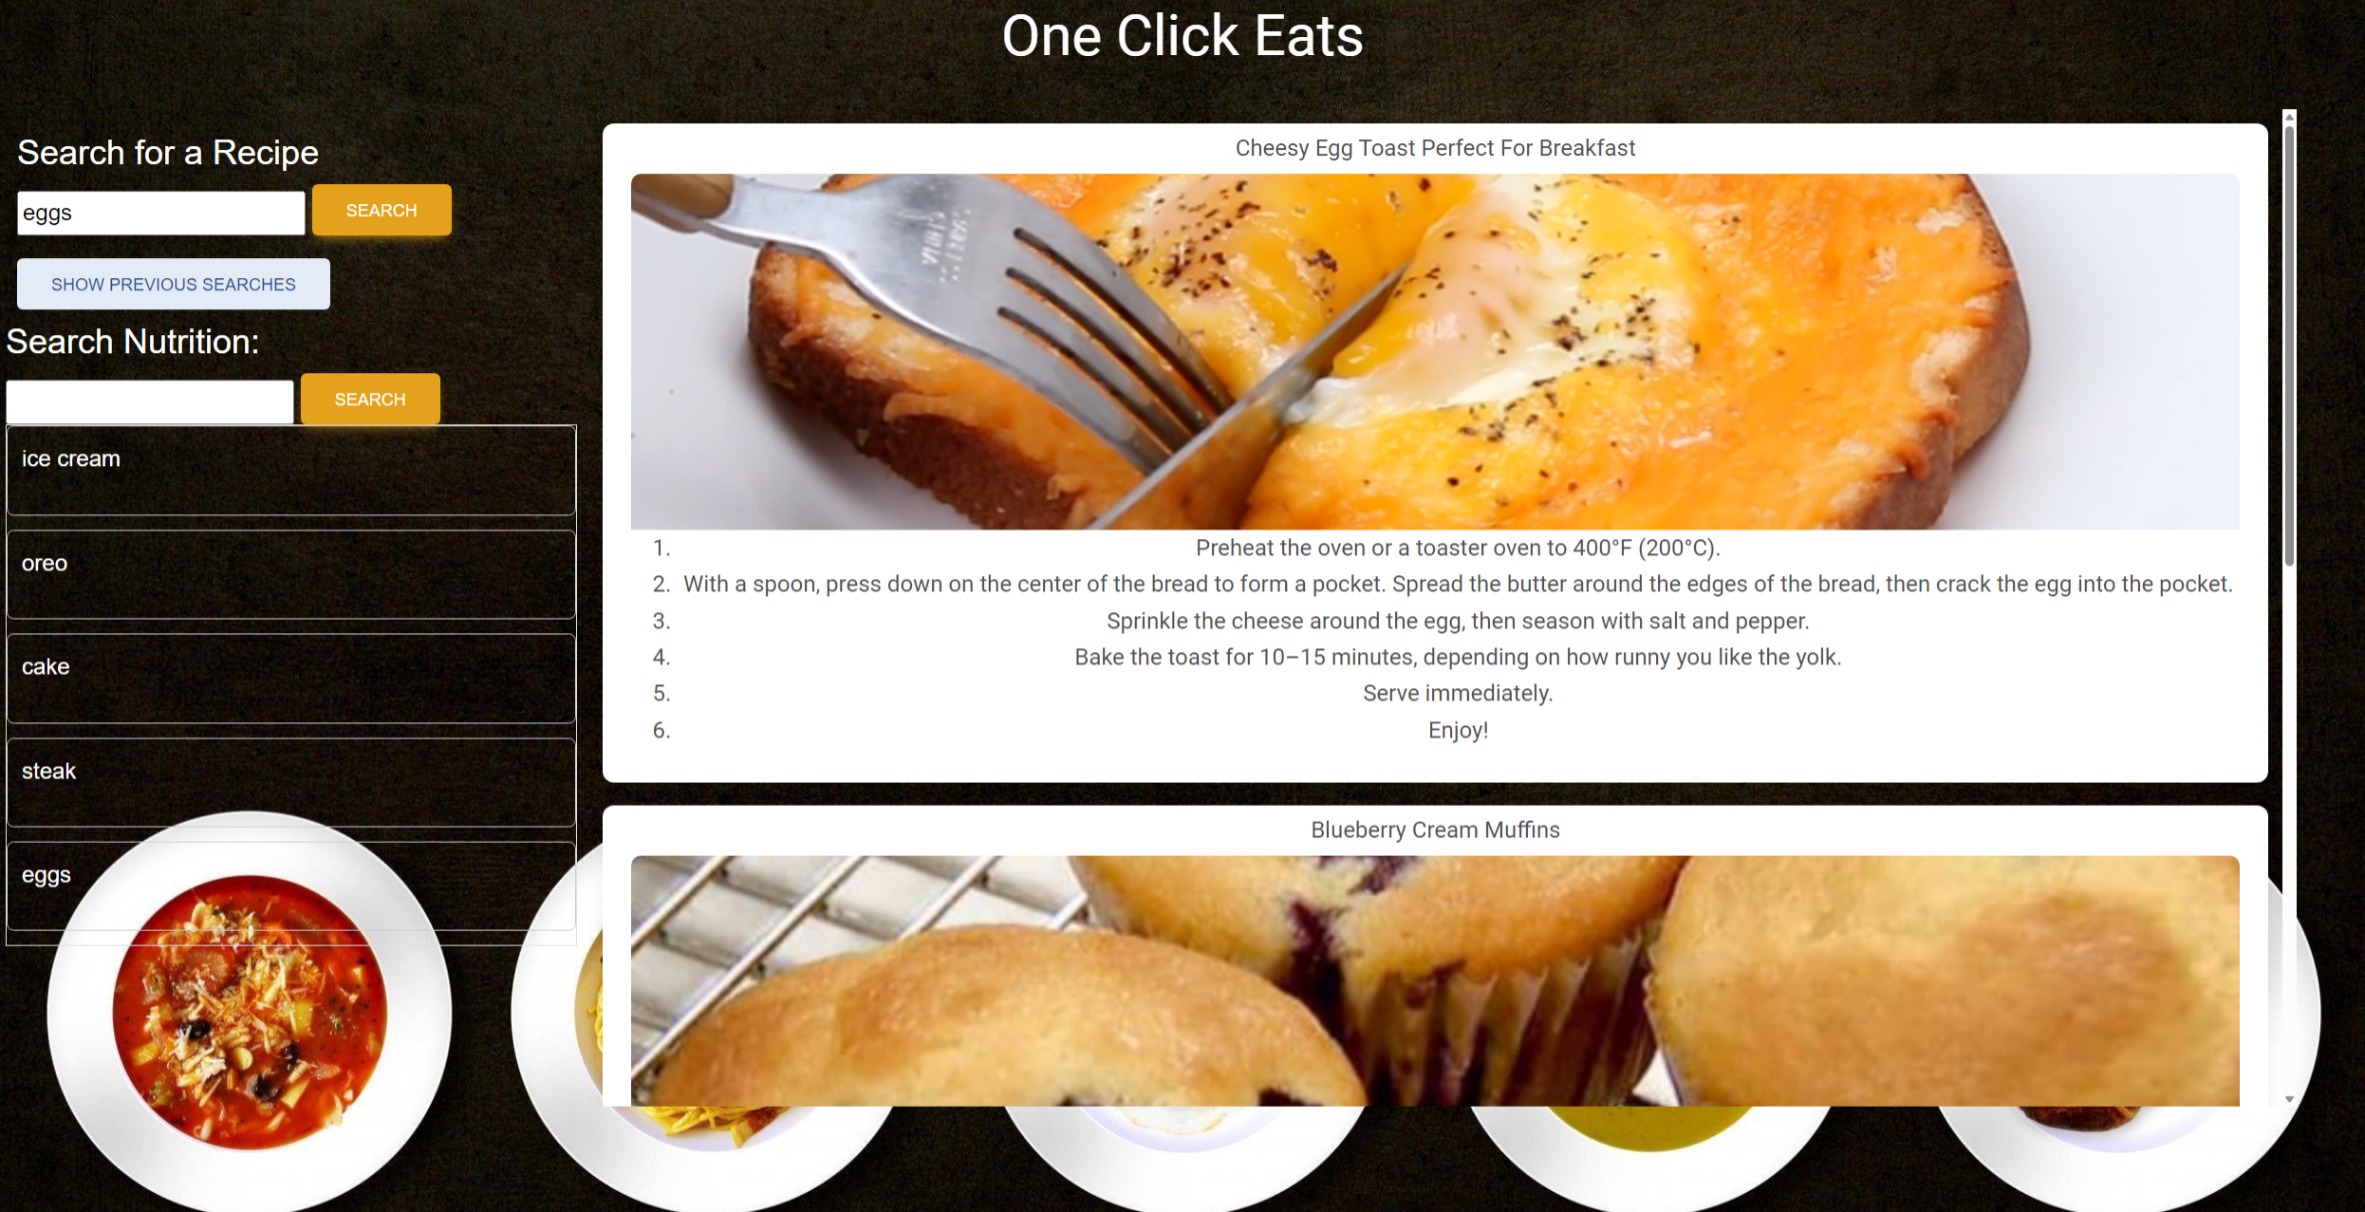 One Click Eats
Search for a Recipe
eggs
SEARCH
SHOW PREVIOUS SEARCHES
Search Nutrition:
SEARCH
ice cream
oreo
cake
steak
eggs
Cheesy Egg Toast Perfect For Breakfast
1. Preheat the oven or a toaster oven to 400°F (200°C).
2. With a spoon, press down on the center of the bread to form a pocket. Spread the butter around the edges of the bread, then crack the egg into the pocket.
3. Sprinkle the cheese around the egg, then season with salt and pepper.
4. Bake the toast for 10–15 minutes, depending on how runny you like the yolk.
5. Serve immediately.
6. Enjoy!
Blueberry Cream Muffins